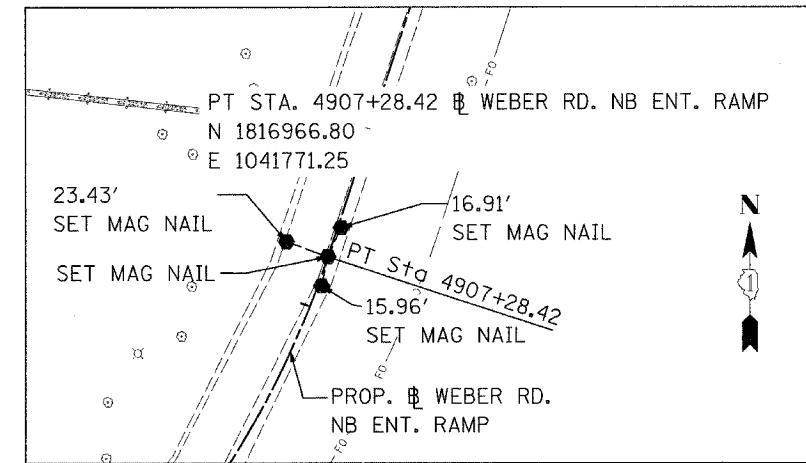 PT STA. 4907+28.42 ⅊ WEBER RD. NB ENT. RAMP
N 1816966.80
E 1041771.25
23.43'
SET MAG NAIL
16.91'
SET MAG NAIL
SET MAG NAIL
PT Sta 4907+28.42
15.96'
SET MAG NAIL
PROP. ⅊ WEBER RD.
NB ENT. RAMP
FO
FO
FO
N
1